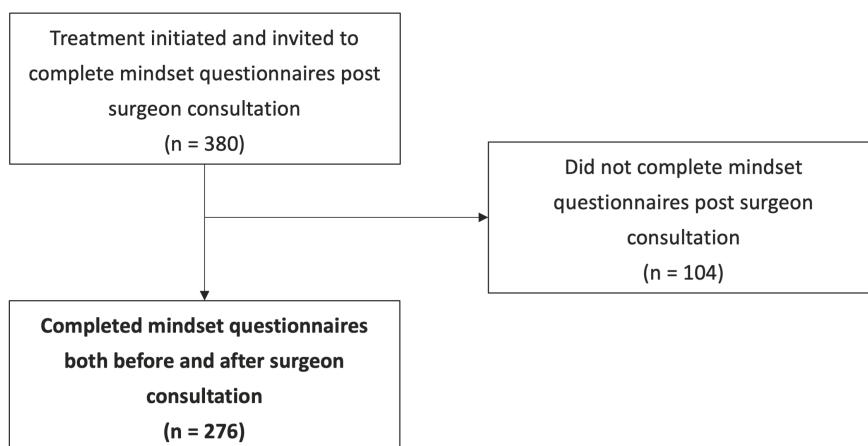 Treatment initiated and invited to
complete mindset questionnaires post
surgeon consultation
(n = 380)
Did not complete mindset
questionnaires post surgeon
consultation
(n = 104)
Completed mindset questionnaires
both before and after surgeon
consultation
(n = 276)